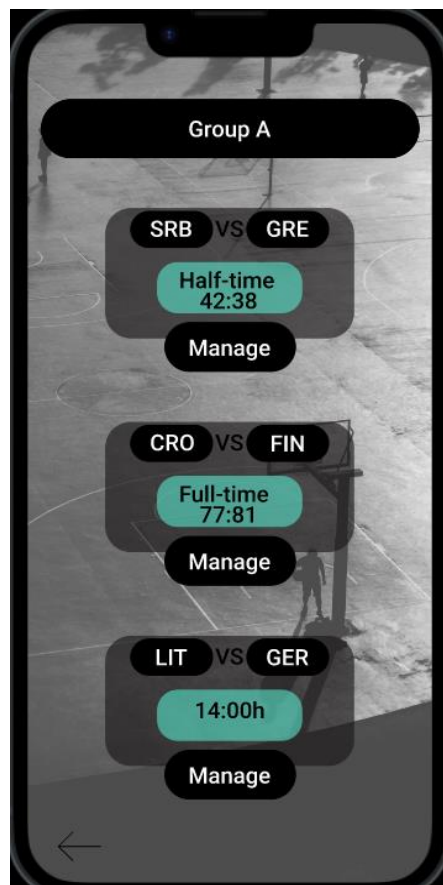 Group A
SRB VS GRE
Half-time
42:38
Manage
CRO VS FIN
Full-time
77:81
Manage
LIT VS GER
14:00h
Manage